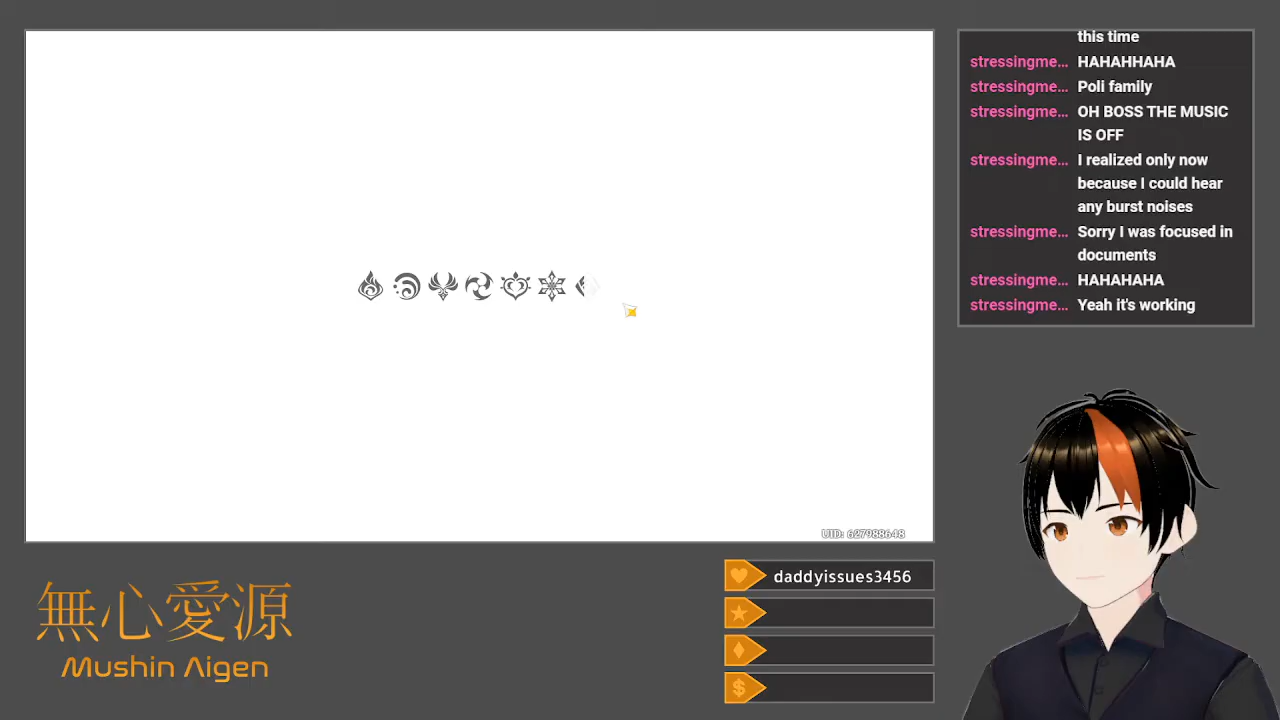 this time
stressingme... HAHAHHAHA
stressingme... Poli family
stressingme... OH BOSS THE MUSIC
IS OFF
stressingme... I realized only now
because I could hear
any burst noises
stressingme... Sorry I was focused in
documents
stressingme... HAHAHAHA
stressingme... Yeah it's working
UID: 627988648
daddyissues3456
無心愛源
Mushin Aigen